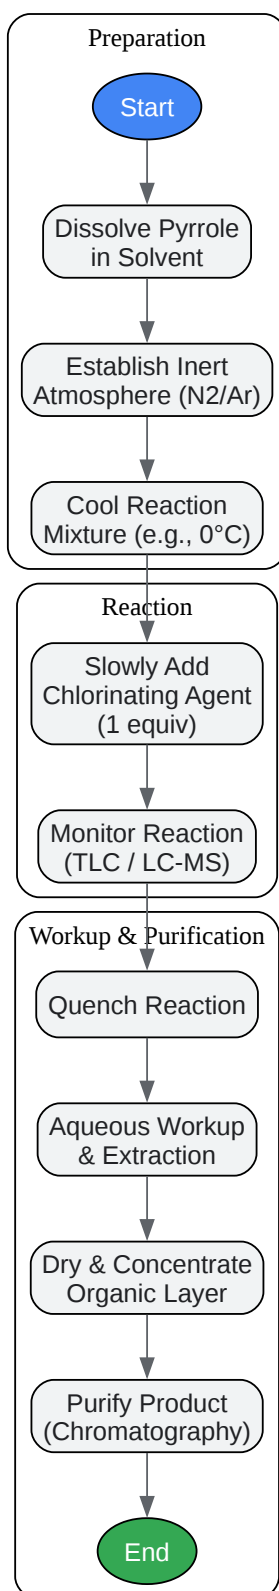 Preparation
Start
Dissolve Pyrrole
in Solvent
Establish Inert
Atmosphere (N2/Ar)
Cool Reaction
Mixture (e.g., 0°C)
Reaction
Slowly Add
Chlorinating Agent
(1 equiv)
Monitor Reaction
(TLC / LC-MS)
Workup & Purification
Quench Reaction
Aqueous Workup
& Extraction
Dry & Concentrate
Organic Layer
Purify Product
(Chromatography)
End